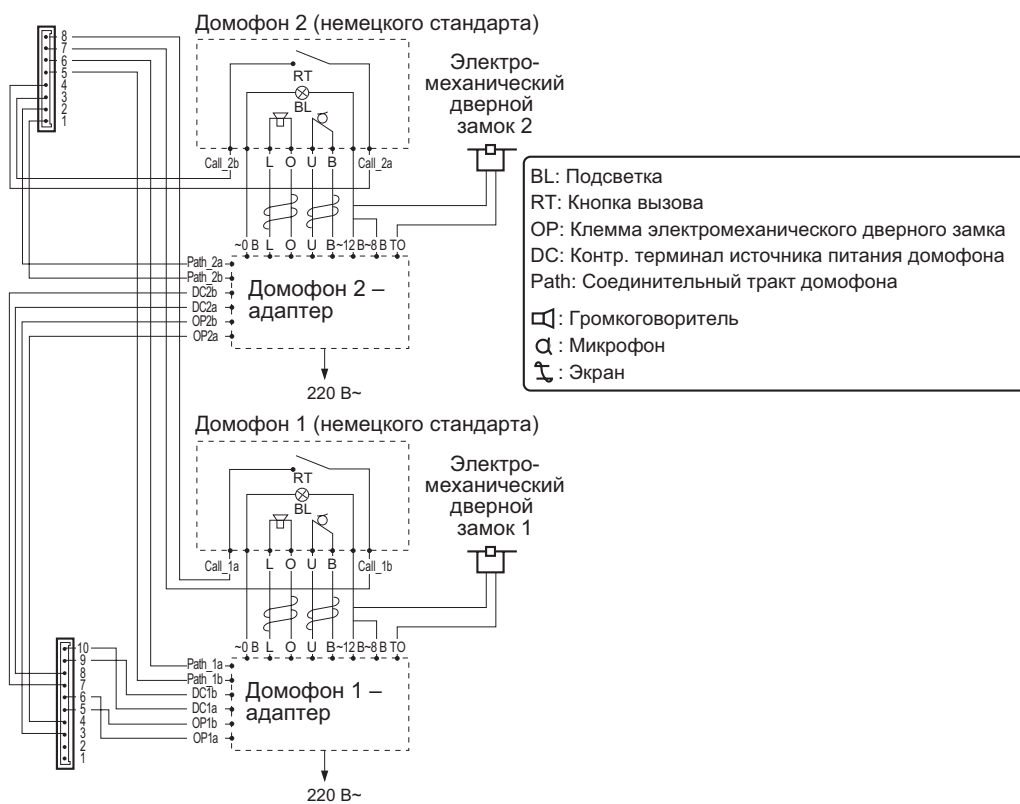 Домофон 2 (немецкого стандарта)
8
7
6
5
4
3
2
1
RT
BL
Электро-
механический
дверной
замок 2
Call_2b L O U B Call_2a
~0 В L O U B~12 В~8 В TO
Path_2a
Path_2b
DC2b
DC2a
OP2b
OP2a
Домофон 2 –
адаптер
220 В~
BL: Подсветка
RT: Кнопка вызова
OP: Клемма электромеханического дверного замка
DC: Контр. терминал источника питания домофона
Path: Соединительный тракт домофона
: Громкоговоритель
: Микрофон
: Экран
Домофон 1 (немецкого стандарта)
RT
BL
Электро-
механический
дверной
замок 1
Call_1a L O U B Call_1b
~0 В L O U B~12 В~8 В TO
10
9
8
7
6
5
4
3
2
1
Path_1a
Path_1b
DC1b
DC1a
OP1b
OP1a
Домофон 1 –
адаптер
220 В~